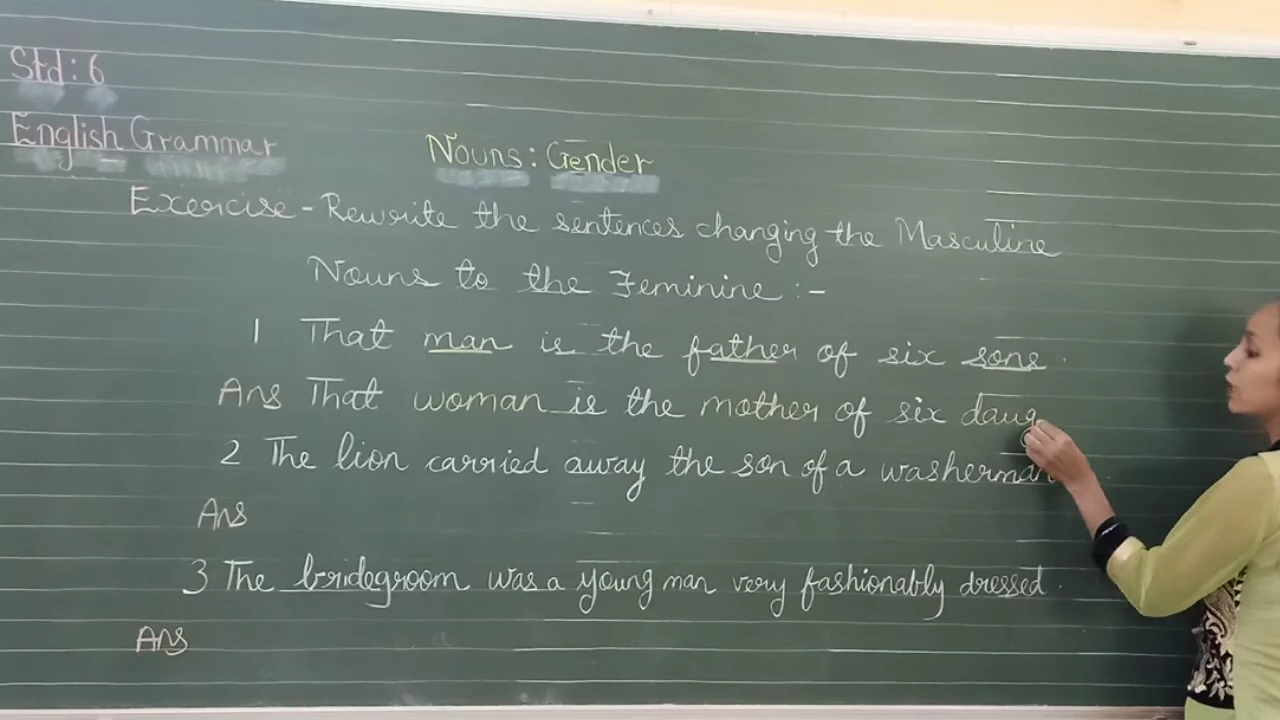 Std: 6
English Grammar
Nouns: Gender
Exercise - Rewrite the sentences changing the Masculine
Nouns to the Feminine :-
1 That man is the father of six sons.
Ans That woman is the mother of six daug
2 The lion carried away the son of a washerman.
Ans
3 The bridegroom was a young man very fashionably dressed.
Ans